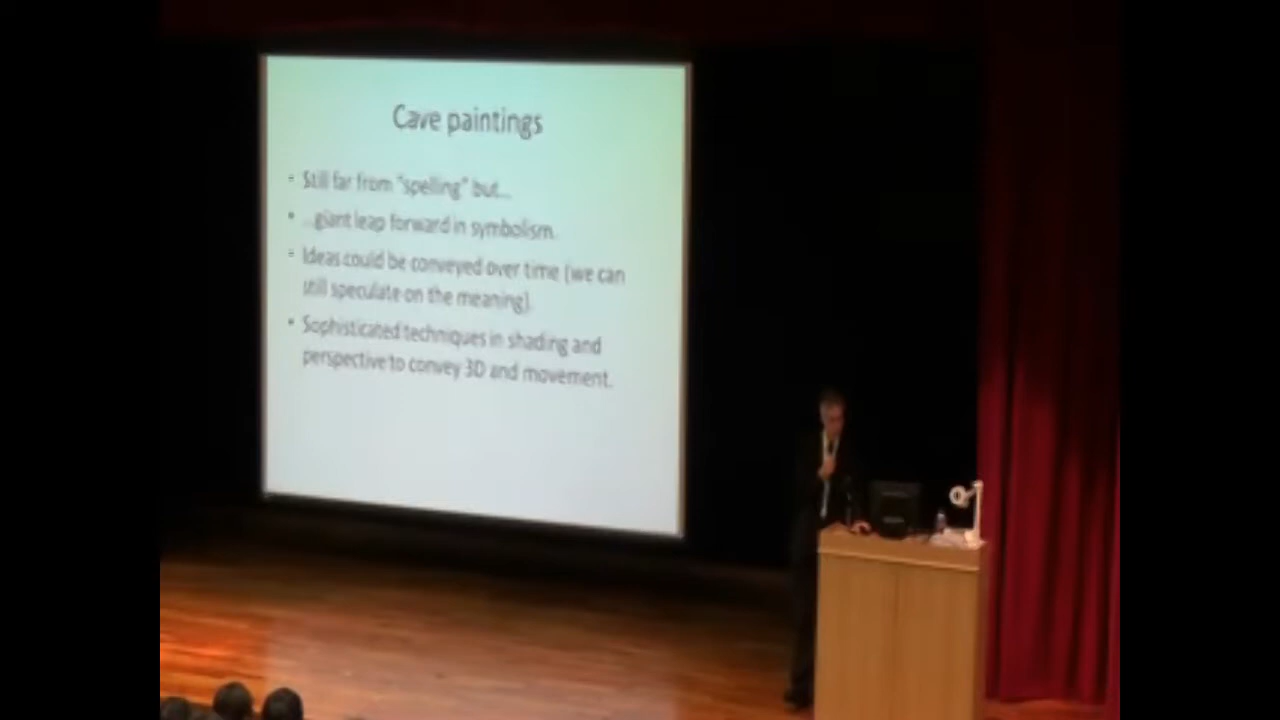 Cave paintings
Still far from "spelling" but...
...giant leap forward in symbolism.
Ideas could be conveyed over time (we can
still speculate on the meaning).
Sophisticated techniques in shading and
perspective to convey 3D and movement.